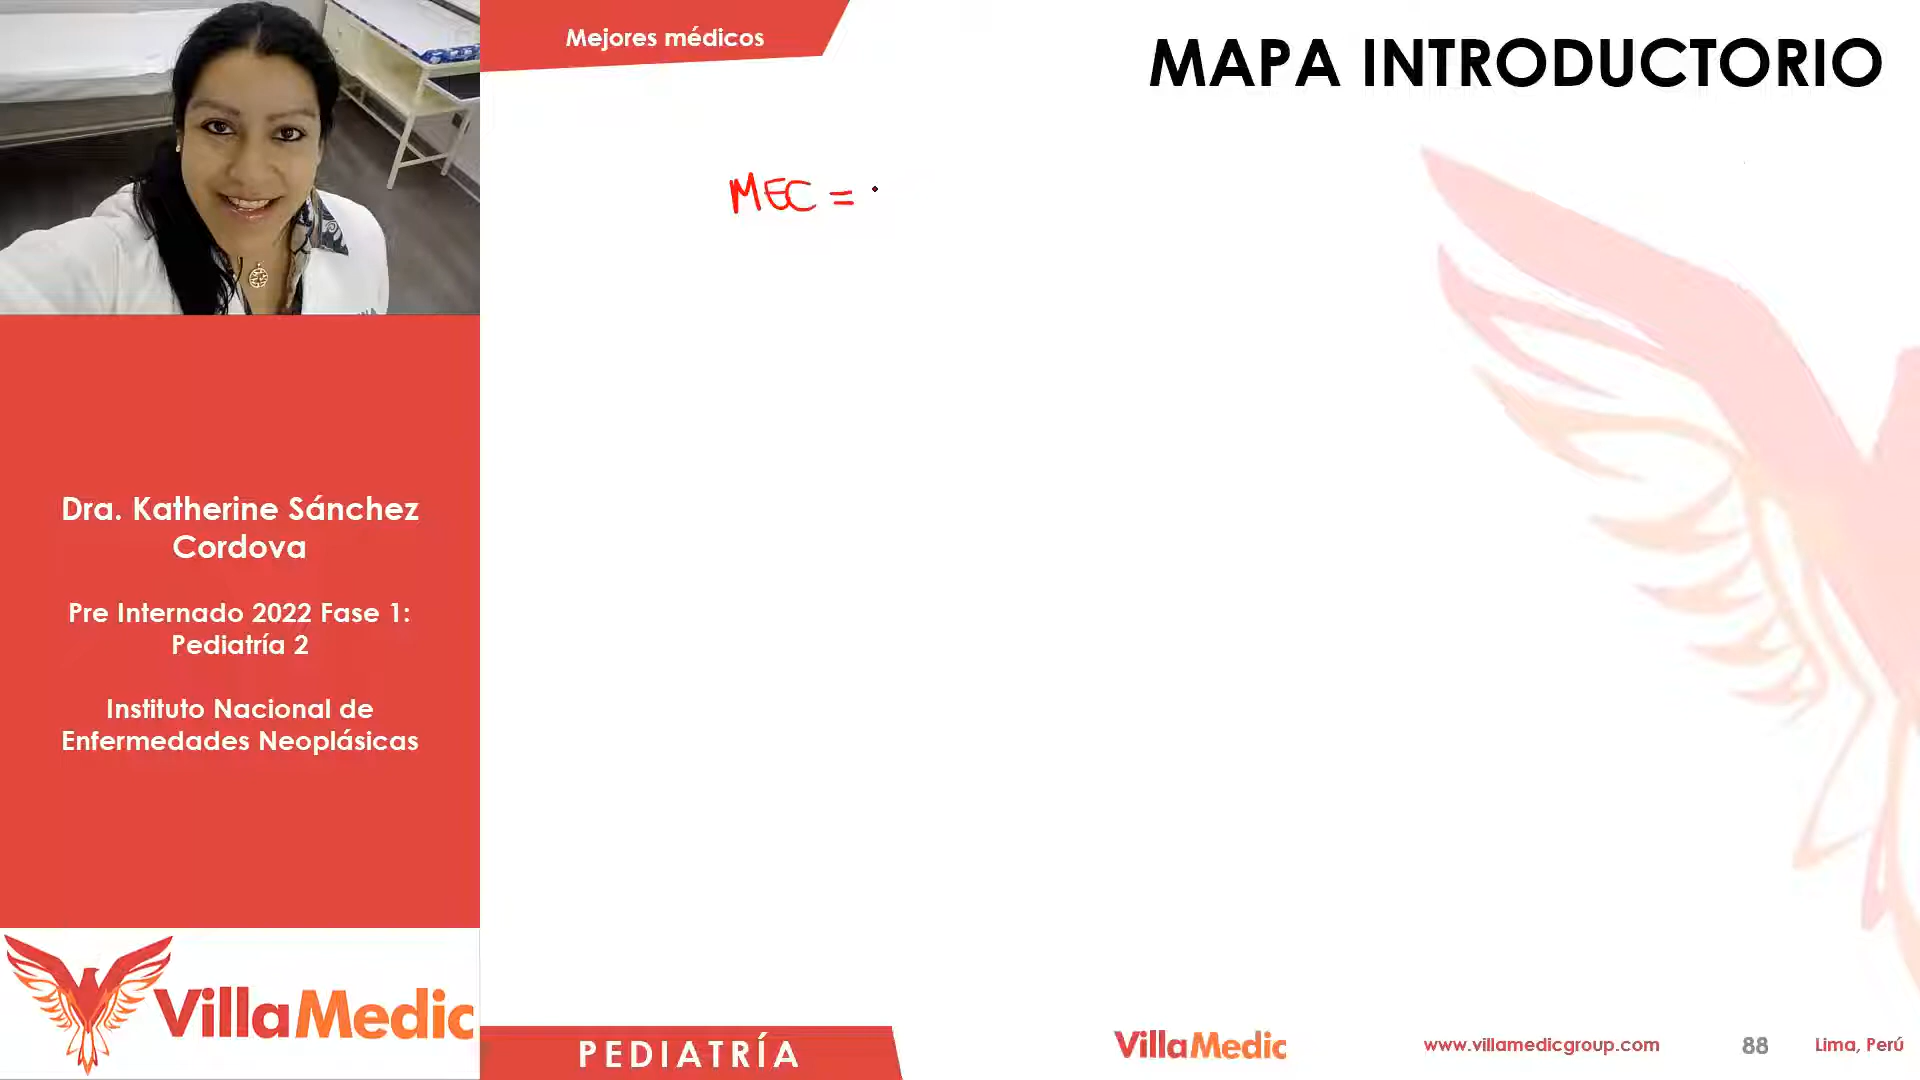 Mejores médicos
MAPA INTRODUCTORIO
MEC =
Dra. Katherine Sánchez
Cordova
Pre Internado 2022 Fase 1:
Pediatría 2
Instituto Nacional de
Enfermedades Neoplásicas
VillaMedic
PEDIATRÍA
VillaMedic
www.villamedicgroup.com
88
Lima, Perú